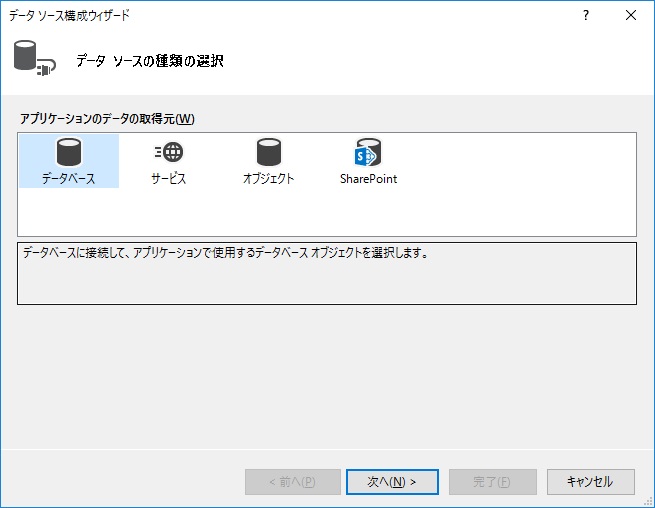 データ ソース構成ウィザード
?
データ ソースの種類の選択
アプリケーションのデータの取得元(W)
データベース サービス オブジェクト SharePoint
データベースに接続して、アプリケーションで使用するデータベース オブジェクトを選択します。
< 前へ(P) 次へ(N) > 完了(F) キャンセル